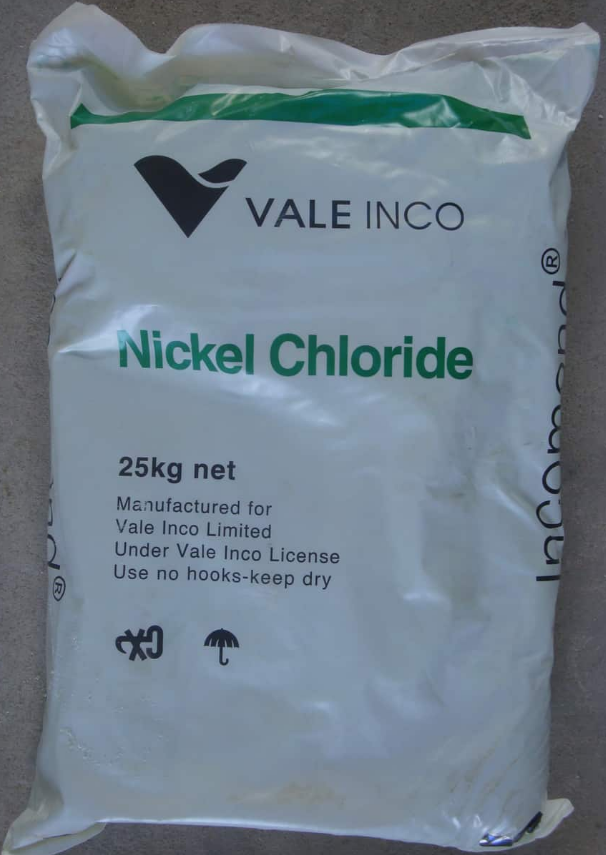 VALE INCO
Nickel Chloride
25kg net
Manufactured for
Vale Inco Limited
Under Vale Inco License
Use no hooks-keep dry
Incomond®